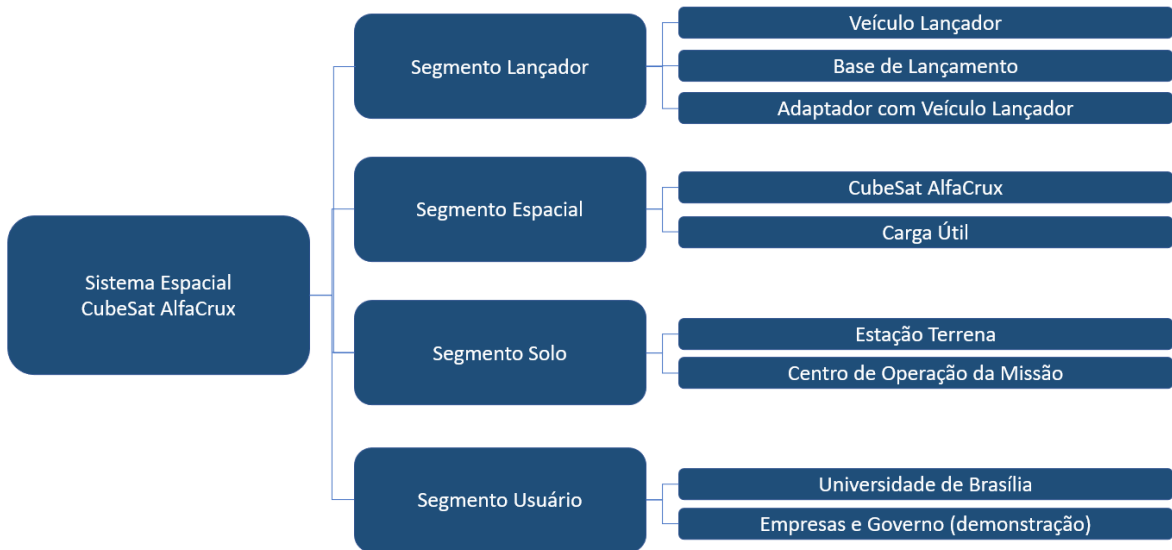 Sistema Espacial
CubeSat AlfaCrux
Segmento Lançador
Veículo Lançador
Base de Lançamento
Adaptador com Veículo Lançador
Segmento Espacial
CubeSat AlfaCrux
Carga Útil
Segmento Solo
Estação Terrena
Centro de Operação da Missão
Segmento Usuário
Universidade de Brasília
Empresas e Governo (demonstração)